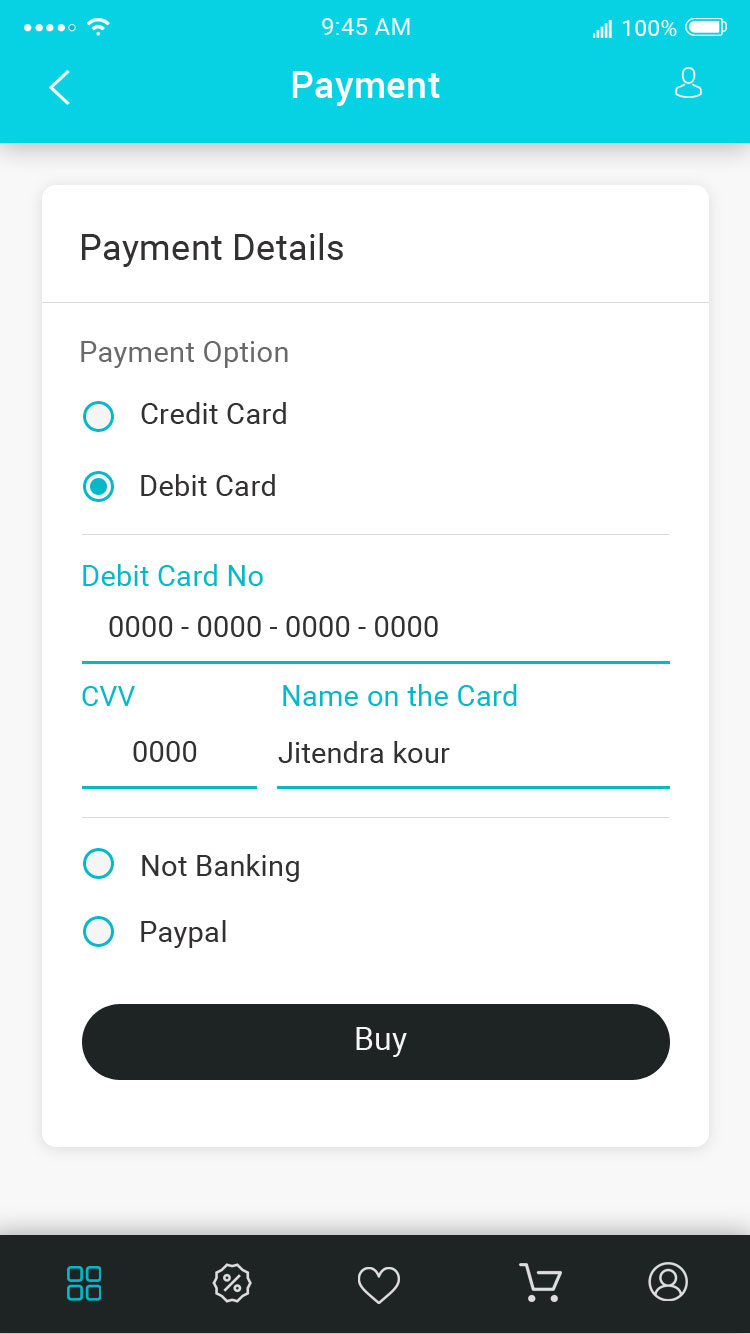 9:45 AM 100%
Payment
Payment Details
Payment Option
Credit Card
Debit Card
Debit Card No
0000 - 0000 - 0000 - 0000
CVV Name on the Card
0000 Jitendra kour
Not Banking
Paypal
Buy